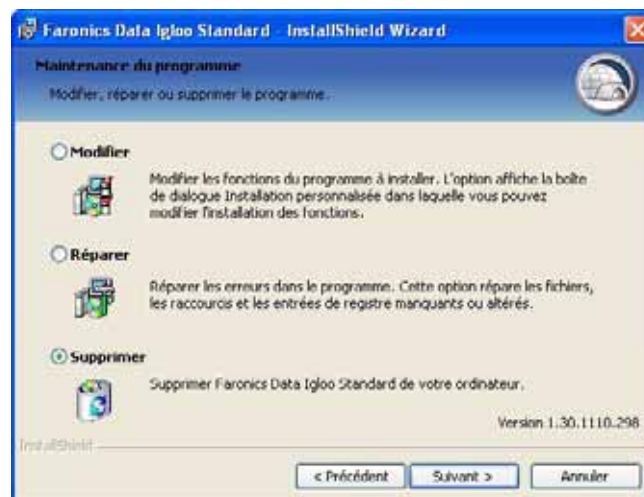 Faronics Data Igloo Standard - InstallShield Wizard
Maintenance du programme
Modifier, réparer ou supprimer le programme.
Modifier
Modifier les fonctions du programme à installer. L'option affiche la boîte
de dialogue Installation personnalisée dans laquelle vous pouvez
modifier l'installation des fonctions.
Réparer
Réparer les erreurs dans le programme. Cette option répare les fichiers,
les raccourcis et les entrées de registre manquants ou altérés.
Supprimer
Supprimer Faronics Data Igloo Standard de votre ordinateur.
Version 1.30.1110.298
InstallShield
< Précédent
Suivant >
Annuler